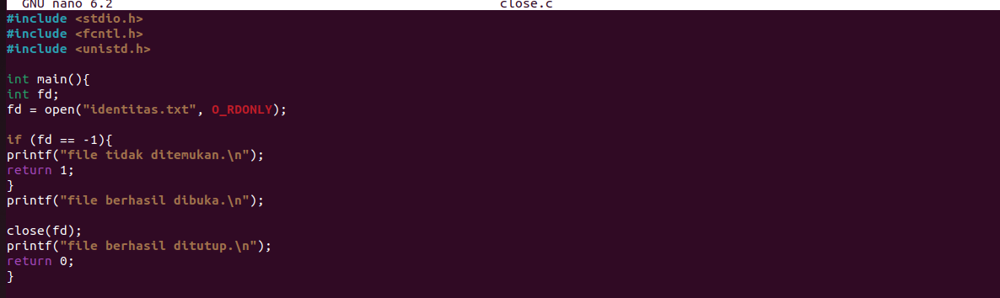 GNU nano 6.2 close.c
#include <stdio.h>
#include <fcntl.h>
#include <unistd.h>
int main(){
int fd;
fd = open("identitas.txt", O_RDONLY);
if (fd == -1){
printf("file tidak ditemukan.\n");
return 1;
}
printf("file berhasil dibuka.\n");
close(fd);
printf("file berhasil ditutup.\n");
return 0;
}